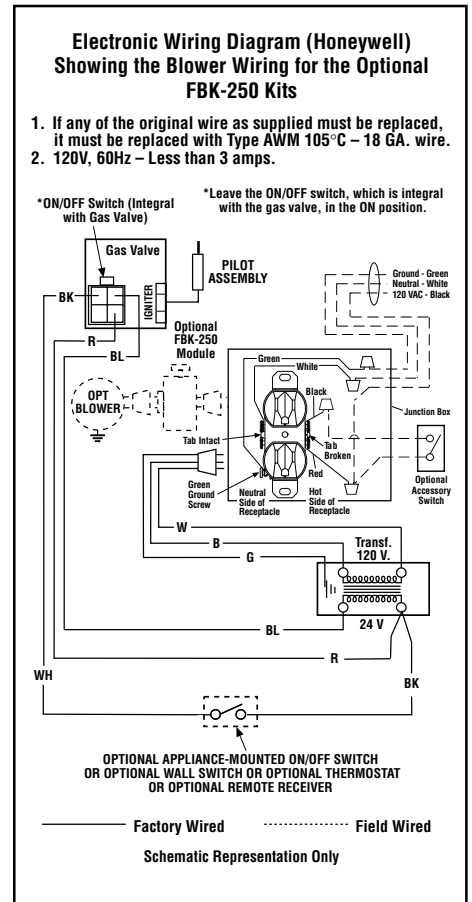 Electronic Wiring Diagram (Honeywell)
Showing the Blower Wiring for the Optional
FBK-250 Kits
1. If any of the original wire as supplied must be replaced,
it must be replaced with Type AWM 105°C – 18 GA. wire.
2. 120V, 60Hz – Less than 3 amps.
*ON/OFF Switch (Integral
with Gas Valve)
*Leave the ON/OFF switch, which is integral
with the gas valve, in the ON position.
Gas Valve
IGNITER
PILOT
ASSEMBLY
BK
R
BL
Ground - Green
Neutral - White
120 VAC - Black
Optional
FBK-250
Module
OPT
BLOWER
Green
White
Black
Junction Box
Tab Intact
Tab
Broken
Red
Green
Ground
Screw
Neutral
Side of
Receptacle
Hot
Side of
Receptacle
Optional
Accessory
Switch
W
B
G
Transf.
120 V.
24 V
BL
R
WH
BK
OPTIONAL APPLIANCE-MOUNTED ON/OFF SWITCH
OR OPTIONAL WALL SWITCH OR OPTIONAL THERMOSTAT
OR OPTIONAL REMOTE RECEIVER
Factory Wired
Field Wired
Schematic Representation Only